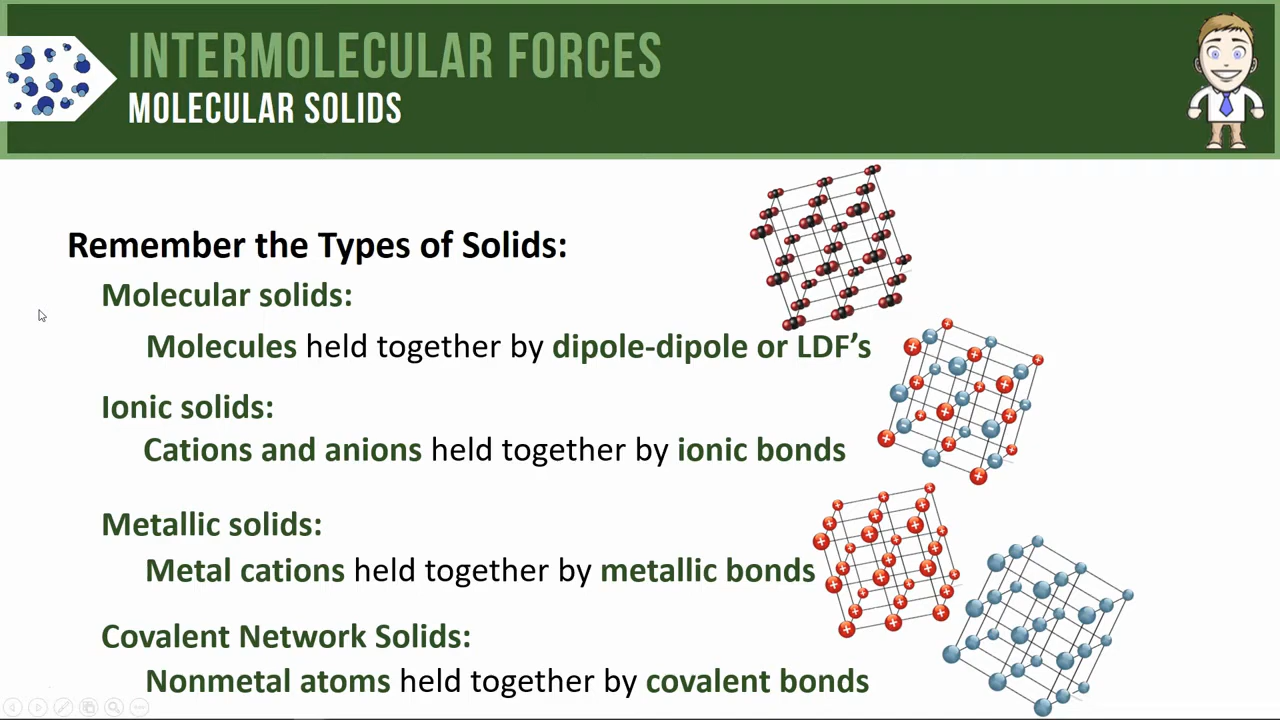 INTERMOLECULAR FORCES
MOLECULAR SOLIDS
Remember the Types of Solids:
Molecular solids:
Molecules held together by dipole-dipole or LDF's
Ionic solids:
Cations and anions held together by ionic bonds
Metallic solids:
Metal cations held together by metallic bonds
Covalent Network Solids:
Nonmetal atoms held together by covalent bonds